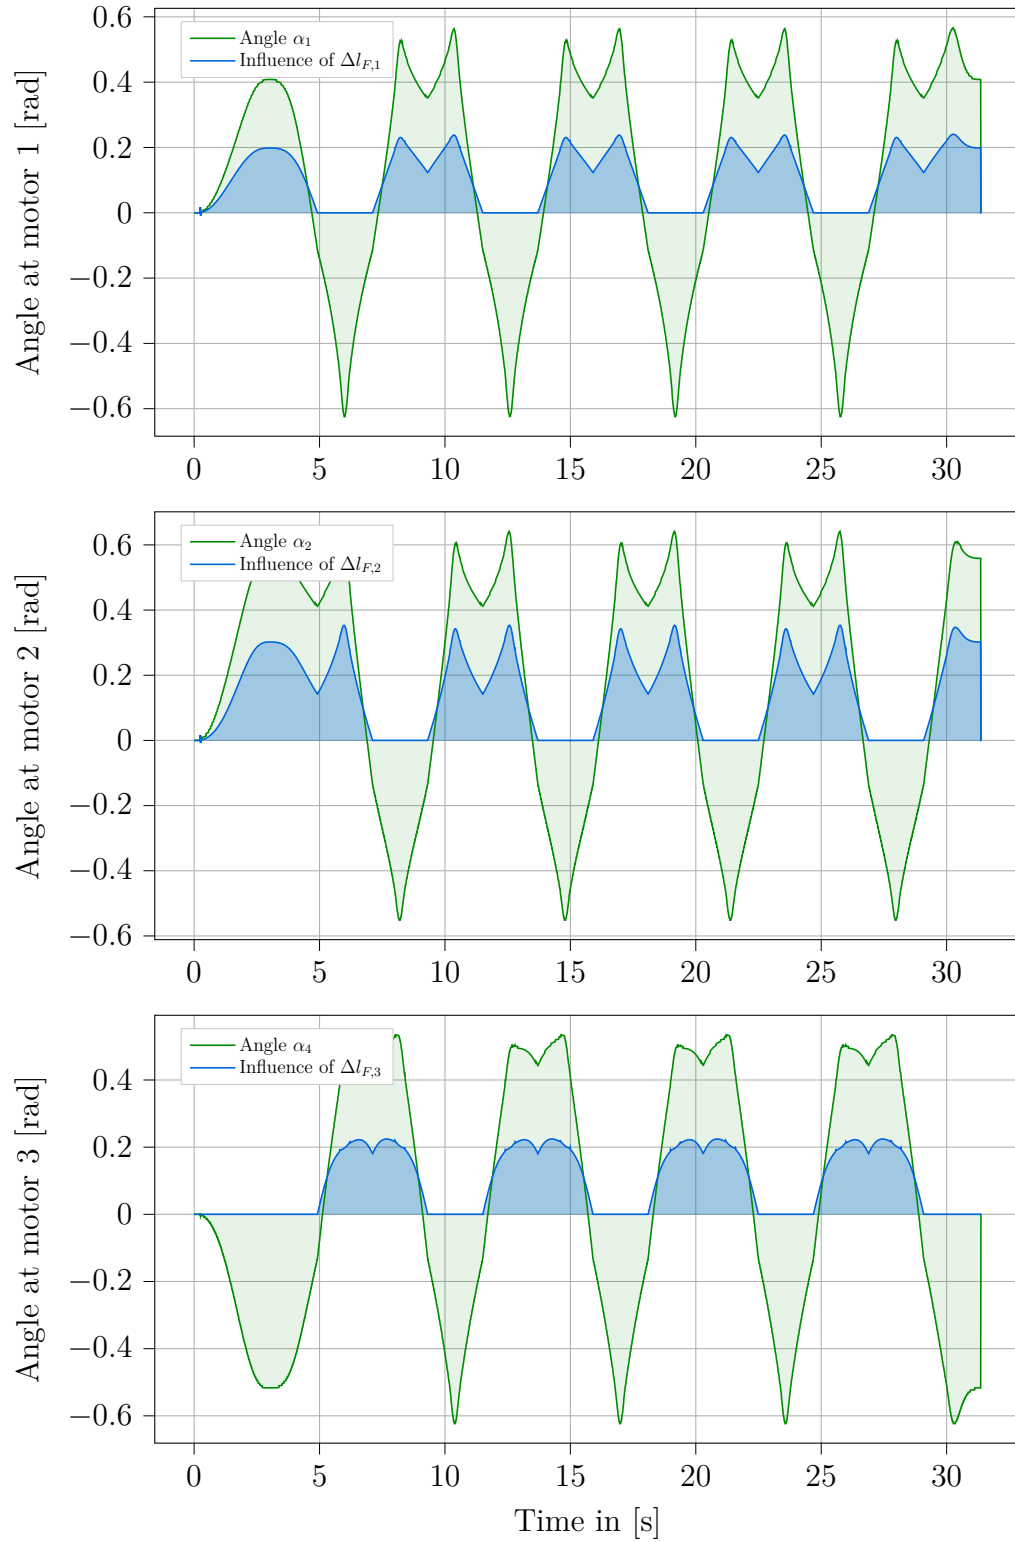 Angle at motor 1 [rad]
0.6
0.4
0.2
0
−0.2
−0.4
−0.6
Angle α₁
Influence of Δl_{F,1}
0 5 10 15 20 25 30
Angle at motor 2 [rad]
0.6
0.4
0.2
0
−0.2
−0.4
−0.6
Angle α₂
Influence of Δl_{F,2}
0 5 10 15 20 25 30
Angle at motor 3 [rad]
0.4
0.2
0
−0.2
−0.4
−0.6
Angle α₄
Influence of Δl_{F,3}
0 5 10 15 20 25 30
Time in [s]